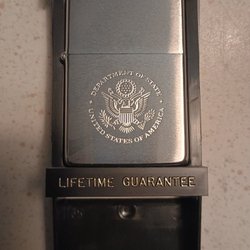 DEPARTMENT OF STATE
UNITED STATES OF AMERICA
LIFETIME GUARANTEE